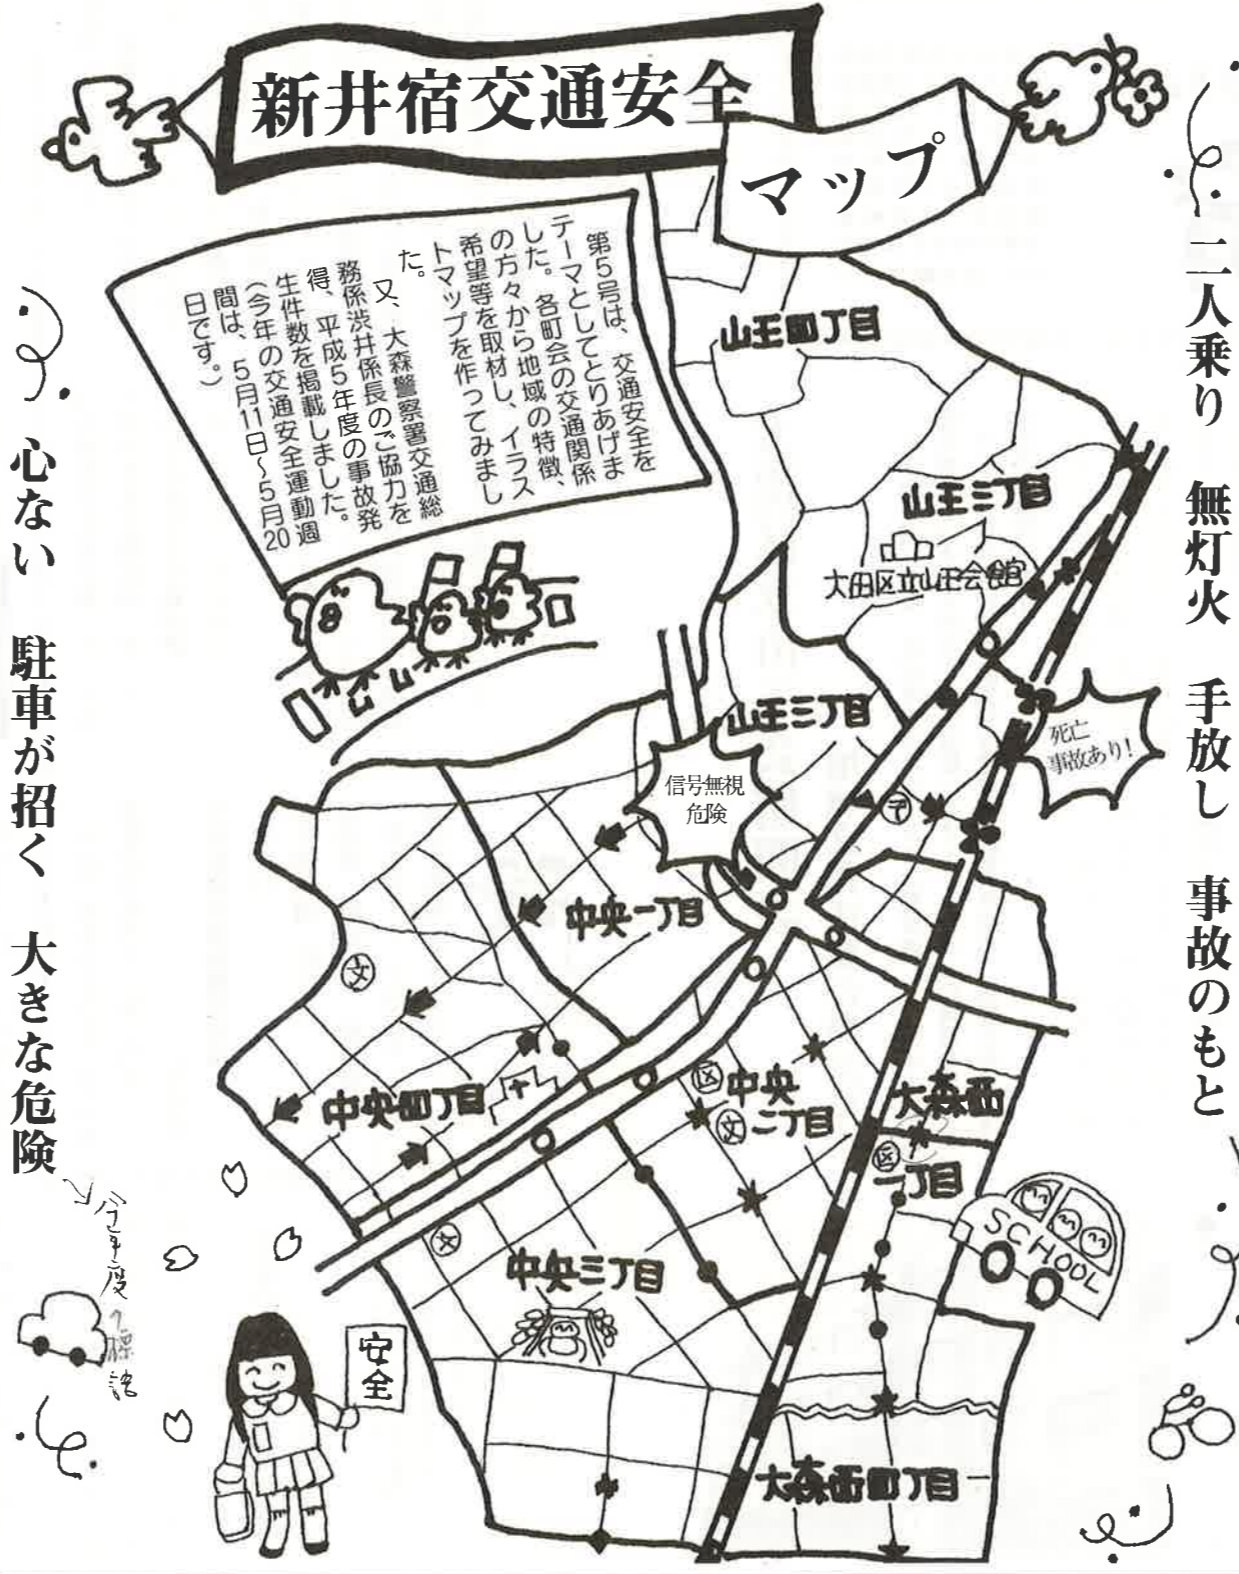 新井宿交通安全
マップ
二人乗り 無灯火 手放し 事故のもと
第5号は、交通安全を
テーマとしてとりあげま
した。各町会の交通関係
の方々から地域の特徴、
希望等を取材し、イラス
トマップを作ってみまし
た。
又、大森警察署交通総
務係渋井係長のご協力を
得、平成5年度の事故発
生件数を掲載しました。
(今年の交通安全運動週
間は、5月11日~5月20
日です。)
心ない 駐車が招く 大きな危険
今年度の標語
山王四丁目
山王三丁目
大田区立山王会館
山王三丁目
死亡
事故あり!
信号無視
危険
〒
中央一丁目
文
中央四丁目
区
中央
二丁目
文
大森西
一丁目
区
文
中央三丁目
SCHOOL
安全
大森西四丁目